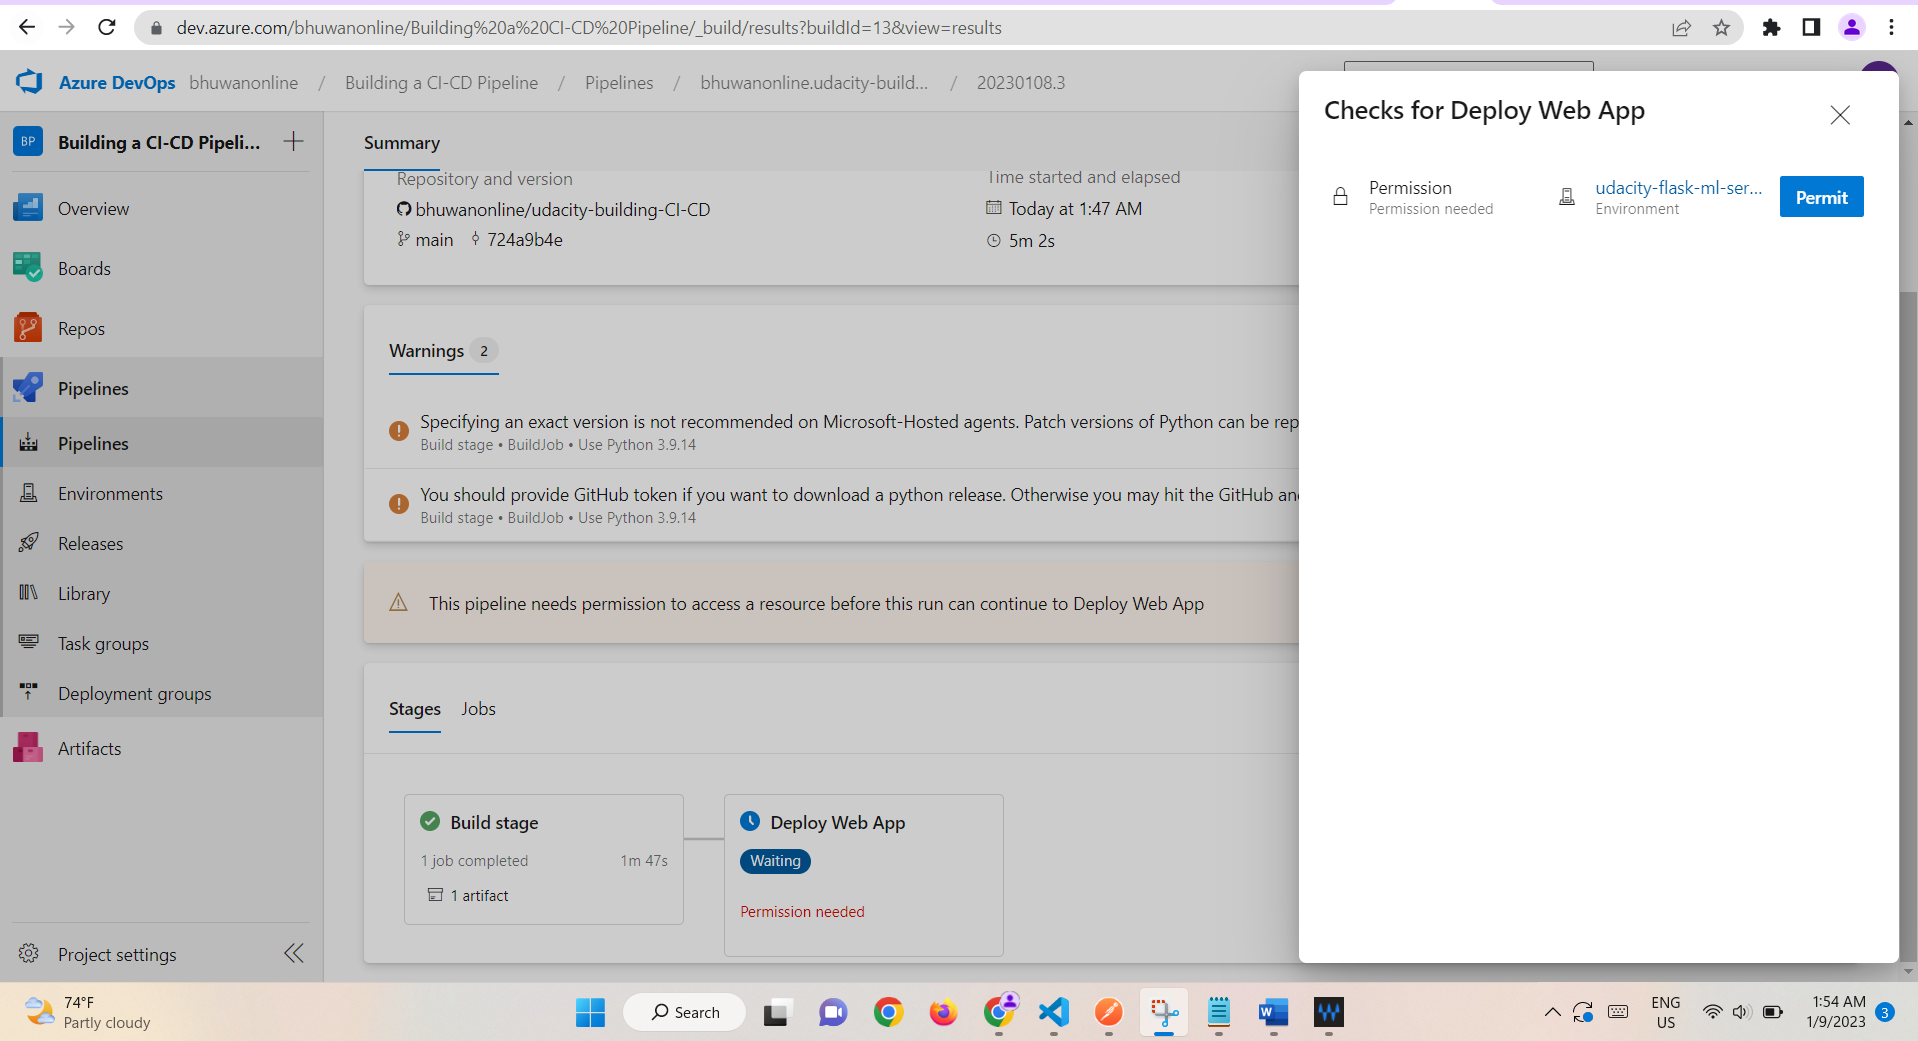 dev.azure.com/bhuwanonline/Building%20a%20CI-CD%20Pipeline/_build/results?buildId=13&view=results
Azure DevOps bhuwanonline / Building a CI-CD Pipeline / Pipelines / bhuwanonline.udacity-build... / 20230108.3
BP Building a CI-CD Pipeli...
Overview
Boards
Repos
Pipelines
Pipelines
Environments
Releases
Library
Task groups
Deployment groups
Artifacts
Project settings
Summary
Repository and version
bhuwanonline/udacity-building-CI-CD
main 724a9b4e
Time started and elapsed
Today at 1:47 AM
5m 2s
Warnings 2
Specifying an exact version is not recommended on Microsoft-Hosted agents. Patch versions of Python can be rep
Build stage • BuildJob • Use Python 3.9.14
You should provide GitHub token if you want to download a python release. Otherwise you may hit the GitHub an
Build stage • BuildJob • Use Python 3.9.14
This pipeline needs permission to access a resource before this run can continue to Deploy Web App
Stages Jobs
Build stage
1 job completed 1m 47s
1 artifact
Deploy Web App
Waiting
Permission needed
Checks for Deploy Web App
Permission
Permission needed
udacity-flask-ml-ser...
Environment
Permit
74°F
Partly cloudy
Search
ENG
US
1:54 AM
1/9/2023
3